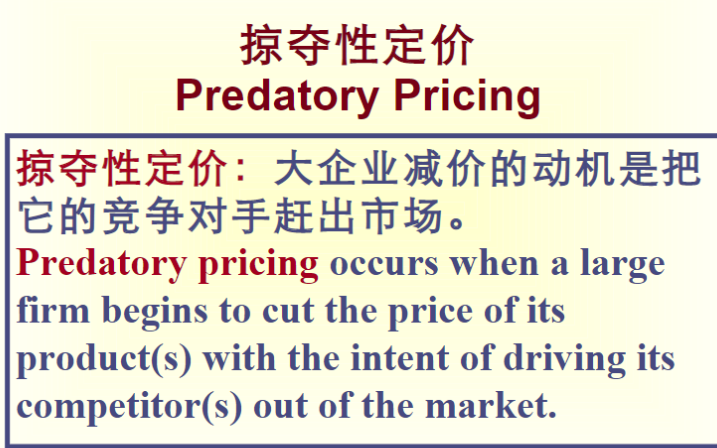 掠夺性定价
Predatory Pricing
掠夺性定价：大企业减价的动机是把
它的竞争对手赶出市场。
Predatory pricing occurs when a large
firm begins to cut the price of its
product(s) with the intent of driving its
competitor(s) out of the market.